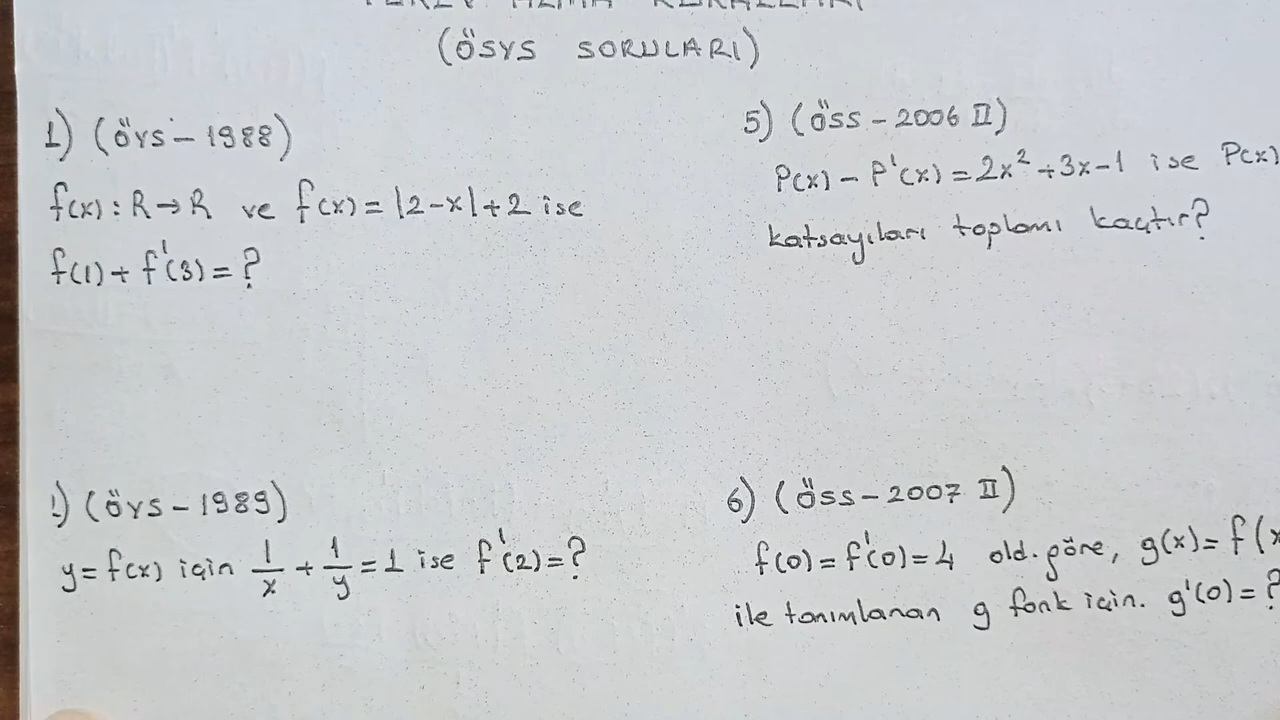 (ÖSYS SORULARI)
1) (ÖYS - 1988)
f(x) : R → R ve f(x) = |2-x| + 2 ise
f(1) + f'(3) = ?
5) (ÖSS - 2006 II)
P(x) - P'(x) = 2x² + 3x - 1 ise P(x)
katsayıları toplamı kaçtır?
) (ÖYS - 1989)
y = f(x) için 1/x + 1/y = 1 ise f'(2) = ?
6) (ÖSS - 2007 II)
f(0) = f'(0) = 4 old. göre, g(x) = f(x
ile tanımlanan g fonk için. g'(0) = ?